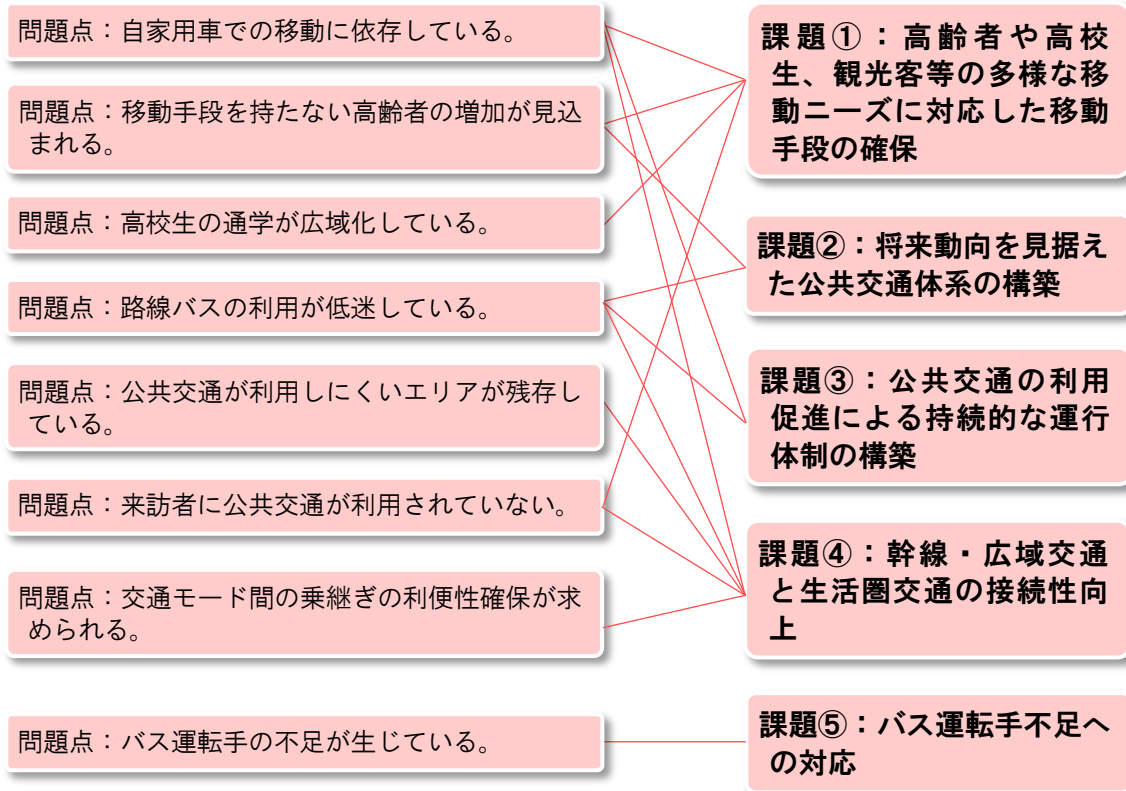 問題点：自家用車での移動に依存している。
問題点：移動手段を持たない高齢者の増加が見込
まれる。
問題点：高校生の通学が広域化している。
問題点：路線バスの利用が低迷している。
問題点：公共交通が利用しにくいエリアが残存し
ている。
問題点：来訪者に公共交通が利用されていない。
問題点：交通モード間の乗継ぎの利便性確保が求
められる。
問題点：バス運転手の不足が生じている。
課題①：高齢者や高校
生、観光客等の多様な移
動ニーズに対応した移動
手段の確保
課題②：将来動向を見据え
た公共交通体系の構築
課題③：公共交通の利用
促進による持続的な運行
体制の構築
課題④：幹線・広域交通
と生活圏交通の接続性向
上
課題⑤：バス運転手不足へ
の対応